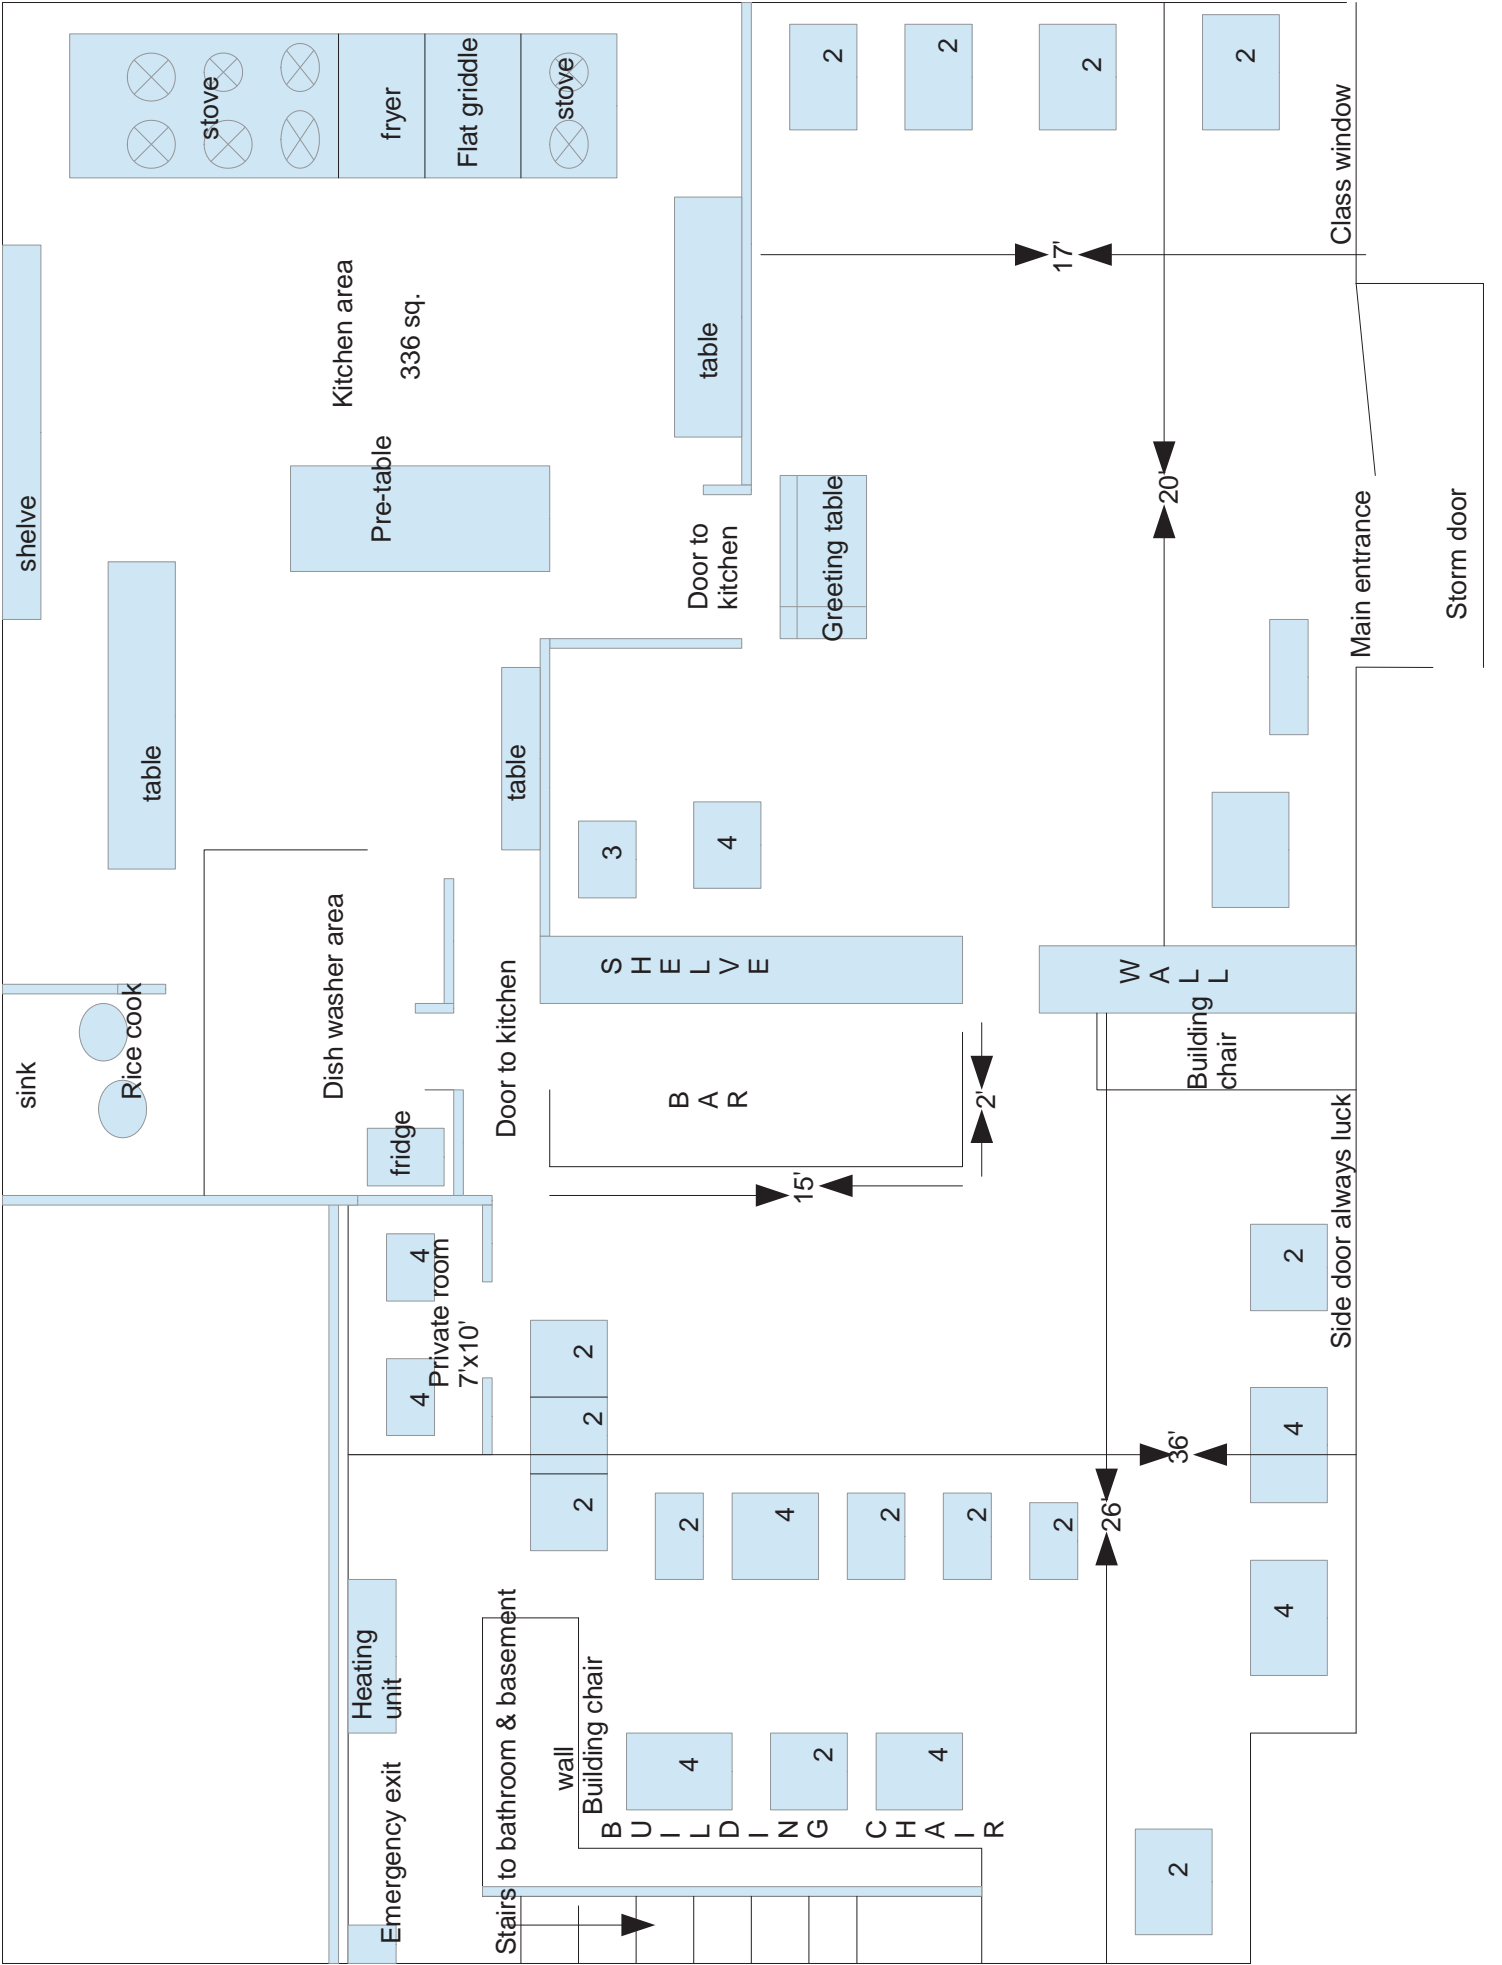 sink
shelve
Rice cook
table
stove
fryer
Flat griddle
stove
Kitchen area
336 sq.
Pre-table
Dish washer area
fridge
table
table
Door to
kitchen
Door to kitchen
Greeting table
2
2
2
2
17'
20'
Class window
Main entrance
Storm door
3
4
SHELVE
BAR
2'
15'
WALL
Building
chair
Side door always luck
4
4
Private room
7'x10'
2
2
2
2
4
2
2
2
36'
26'
2
4
4
2
Heating
unit
Emergency exit
Stairs to bathroom & basement
wall
Building chair
4
2
4
BUILDING CHAIR